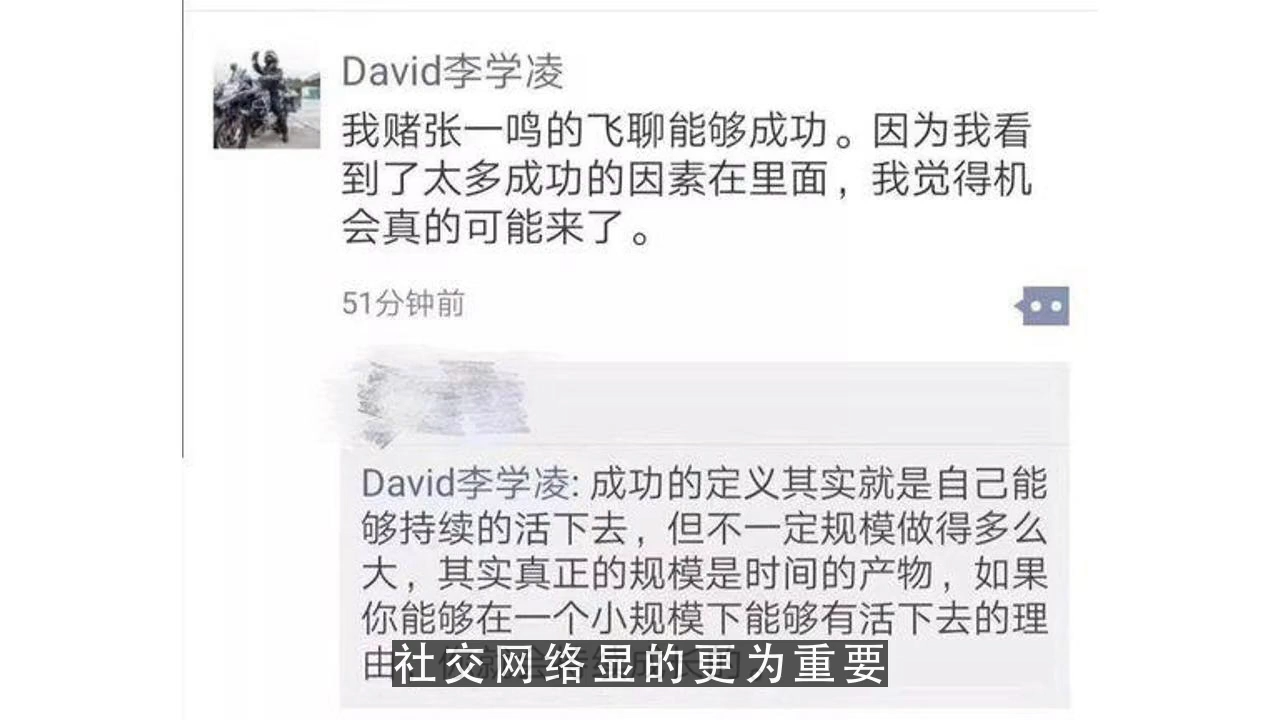 David李学凌
我赌张一鸣的飞聊能够成功。因为我看
到了太多成功的因素在里面，我觉得机
会真的可能来了。
51分钟前
David李学凌: 成功的定义其实就是自己能
够持续的活下去，但不一定规模做得多么
大，其实真正的规模是时间的产物，如果
你能够在一个小规模下能够有活下去的理
由
社交网络显的更为重要